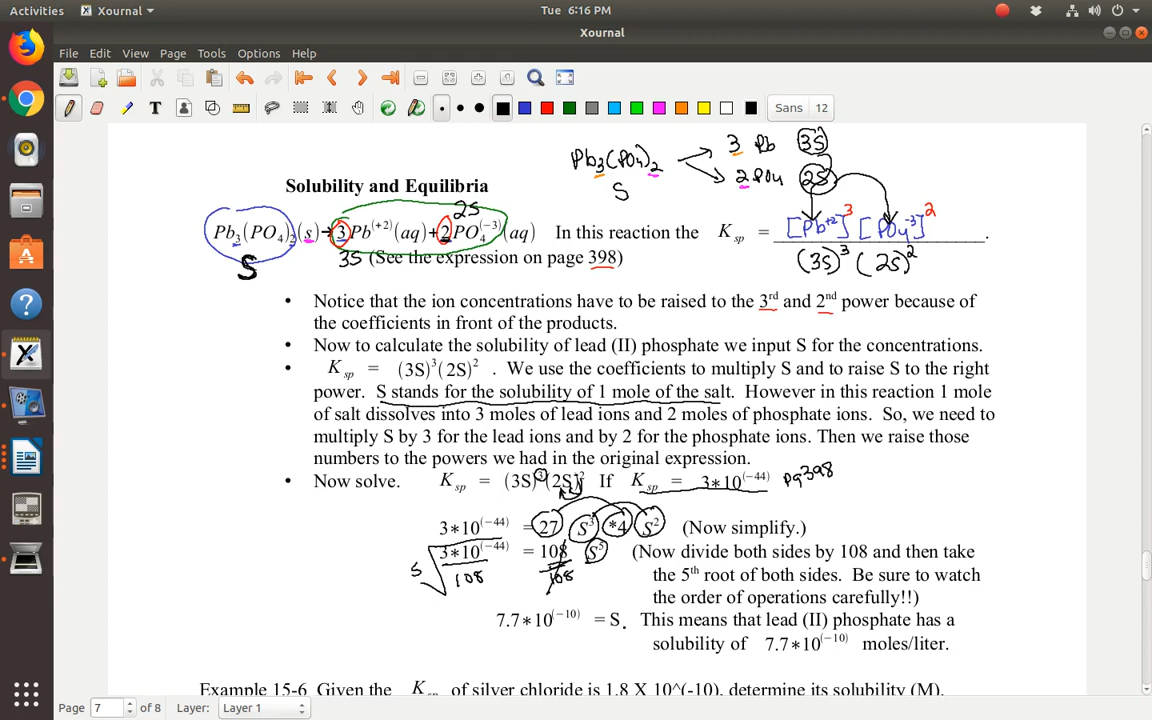 Activities Xournal Tue 6:16 PM
Xournal
File Edit View Page Tools Options Help
T Sans 12
Pb₃(PO₄)₂ 3 Pb 3S
S 2 PO₄ 2S
Solubility and Equilibria
2S
Pb₃(PO₄)₂(s)→3Pb^(+2)(aq)+2PO₄^(−3)(aq) In this reaction the K_sp = [Pb⁺²]³ [PO₄⁻³]² .
S 3S (See the expression on page 398) (3S)³ (2S)²
• Notice that the ion concentrations have to be raised to the 3rd and 2nd power because of
the coefficients in front of the products.
• Now to calculate the solubility of lead (II) phosphate we input S for the concentrations.
• K_sp = (3S)³(2S)² . We use the coefficients to multiply S and to raise S to the right
power. S stands for the solubility of 1 mole of the salt. However in this reaction 1 mole
of salt dissolves into 3 moles of lead ions and 2 moles of phosphate ions. So, we need to
multiply S by 3 for the lead ions and by 2 for the phosphate ions. Then we raise those
numbers to the powers we had in the original expression.
• Now solve. K_sp = (3S)³(2S)² If K_sp = 3*10^(−44) Pg 398
3*10^(−44) = 27 S³ *4 S² (Now simplify.)
3*10^(−44) = 108 S⁵ (Now divide both sides by 108 and then take
5 108 108 the 5th root of both sides. Be sure to watch
the order of operations carefully!!)
7.7*10^(−10) = S. This means that lead (II) phosphate has a
solubility of 7.7*10^(−10) moles/liter.
Example 15-6 Given the K_sp of silver chloride is 1.8 X 10^(-10), determine its solubility (M).
Page 7 of 8 Layer: Layer 1